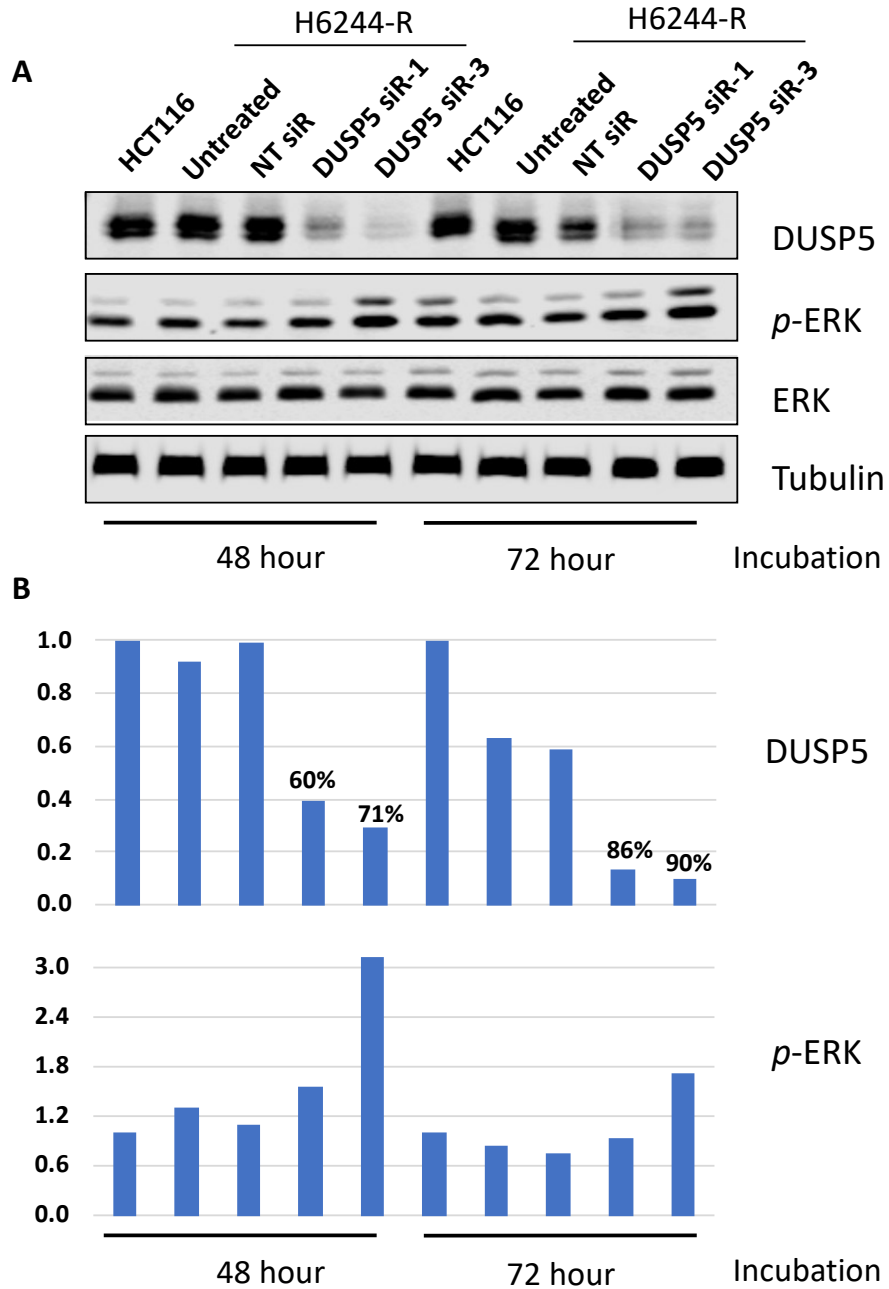 H6244-R H6244-R
A
HCT116 Untreated NT siR DUSP5 siR-1 DUSP5 siR-3 HCT116 Untreated NT siR DUSP5 siR-1 DUSP5 siR-3
DUSP5
p-ERK
ERK
Tubulin
48 hour 72 hour Incubation
B
1.0
0.8
0.6
0.4
0.2
0.0
60%
71%
86%
90%
DUSP5
3.0
2.4
1.8
1.2
0.6
0.0
p-ERK
48 hour 72 hour Incubation